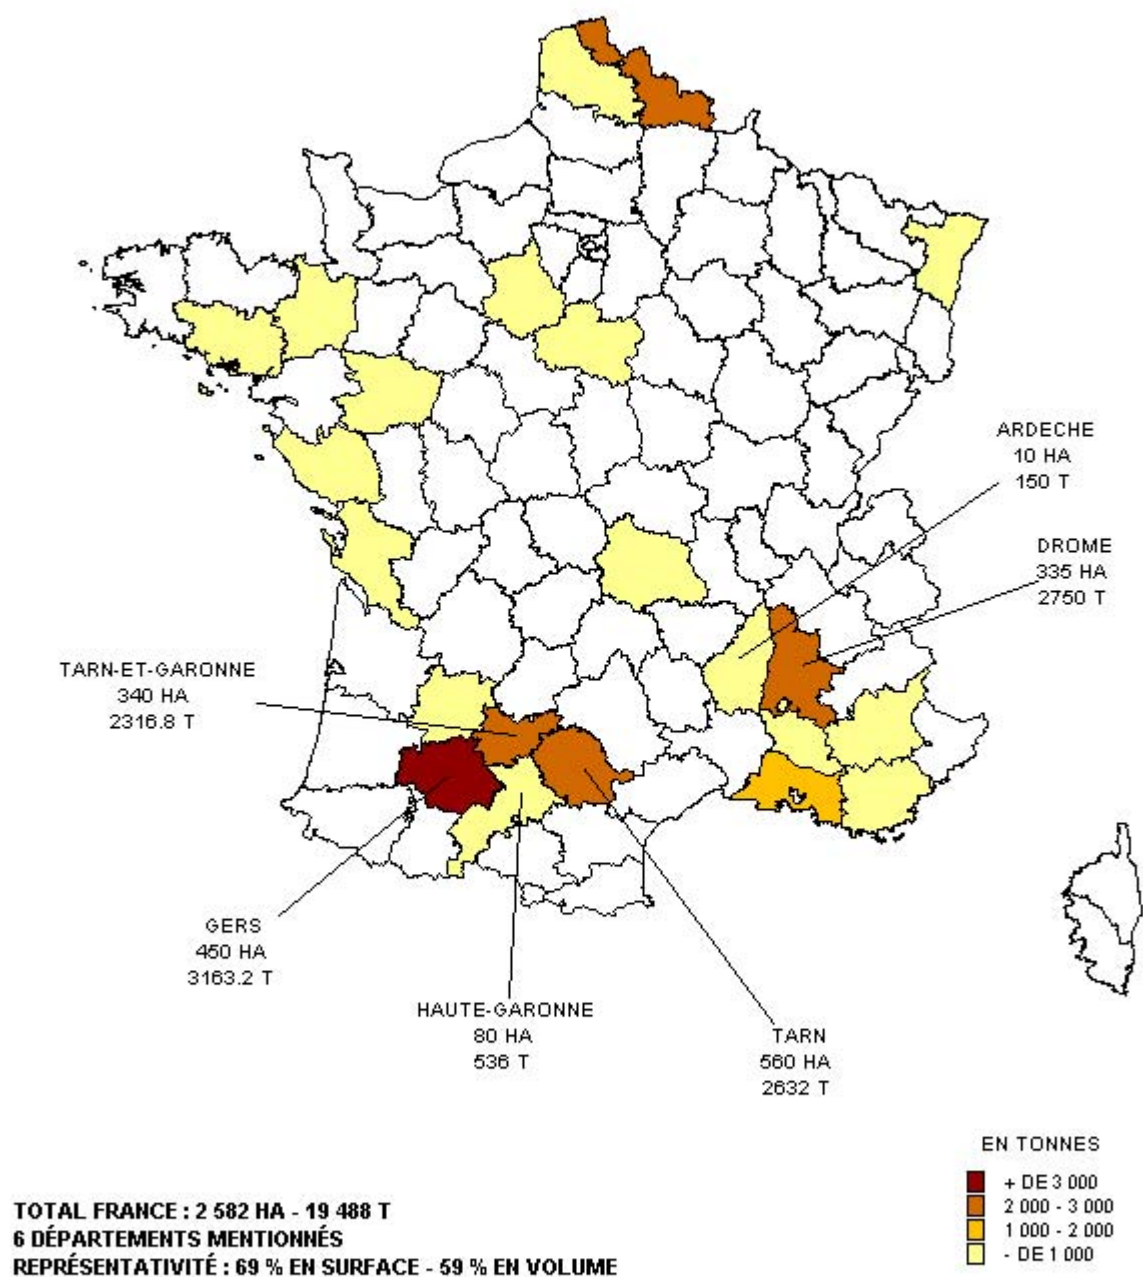 ARDECHE
10 HA
150 T
DROME
335 HA
2750 T
TARN-ET-GARONNE
340 HA
2316.8 T
GERS
450 HA
3163.2 T
HAUTE-GARONNE
80 HA
536 T
TARN
560 HA
2632 T
EN TONNES
+ DE 3 000
2 000 - 3 000
1 000 - 2 000
- DE 1 000
TOTAL FRANCE : 2 582 HA - 19 488 T
6 DÉPARTEMENTS MENTIONNÉS
REPRÉSENTATIVITÉ : 69 % EN SURFACE - 59 % EN VOLUME